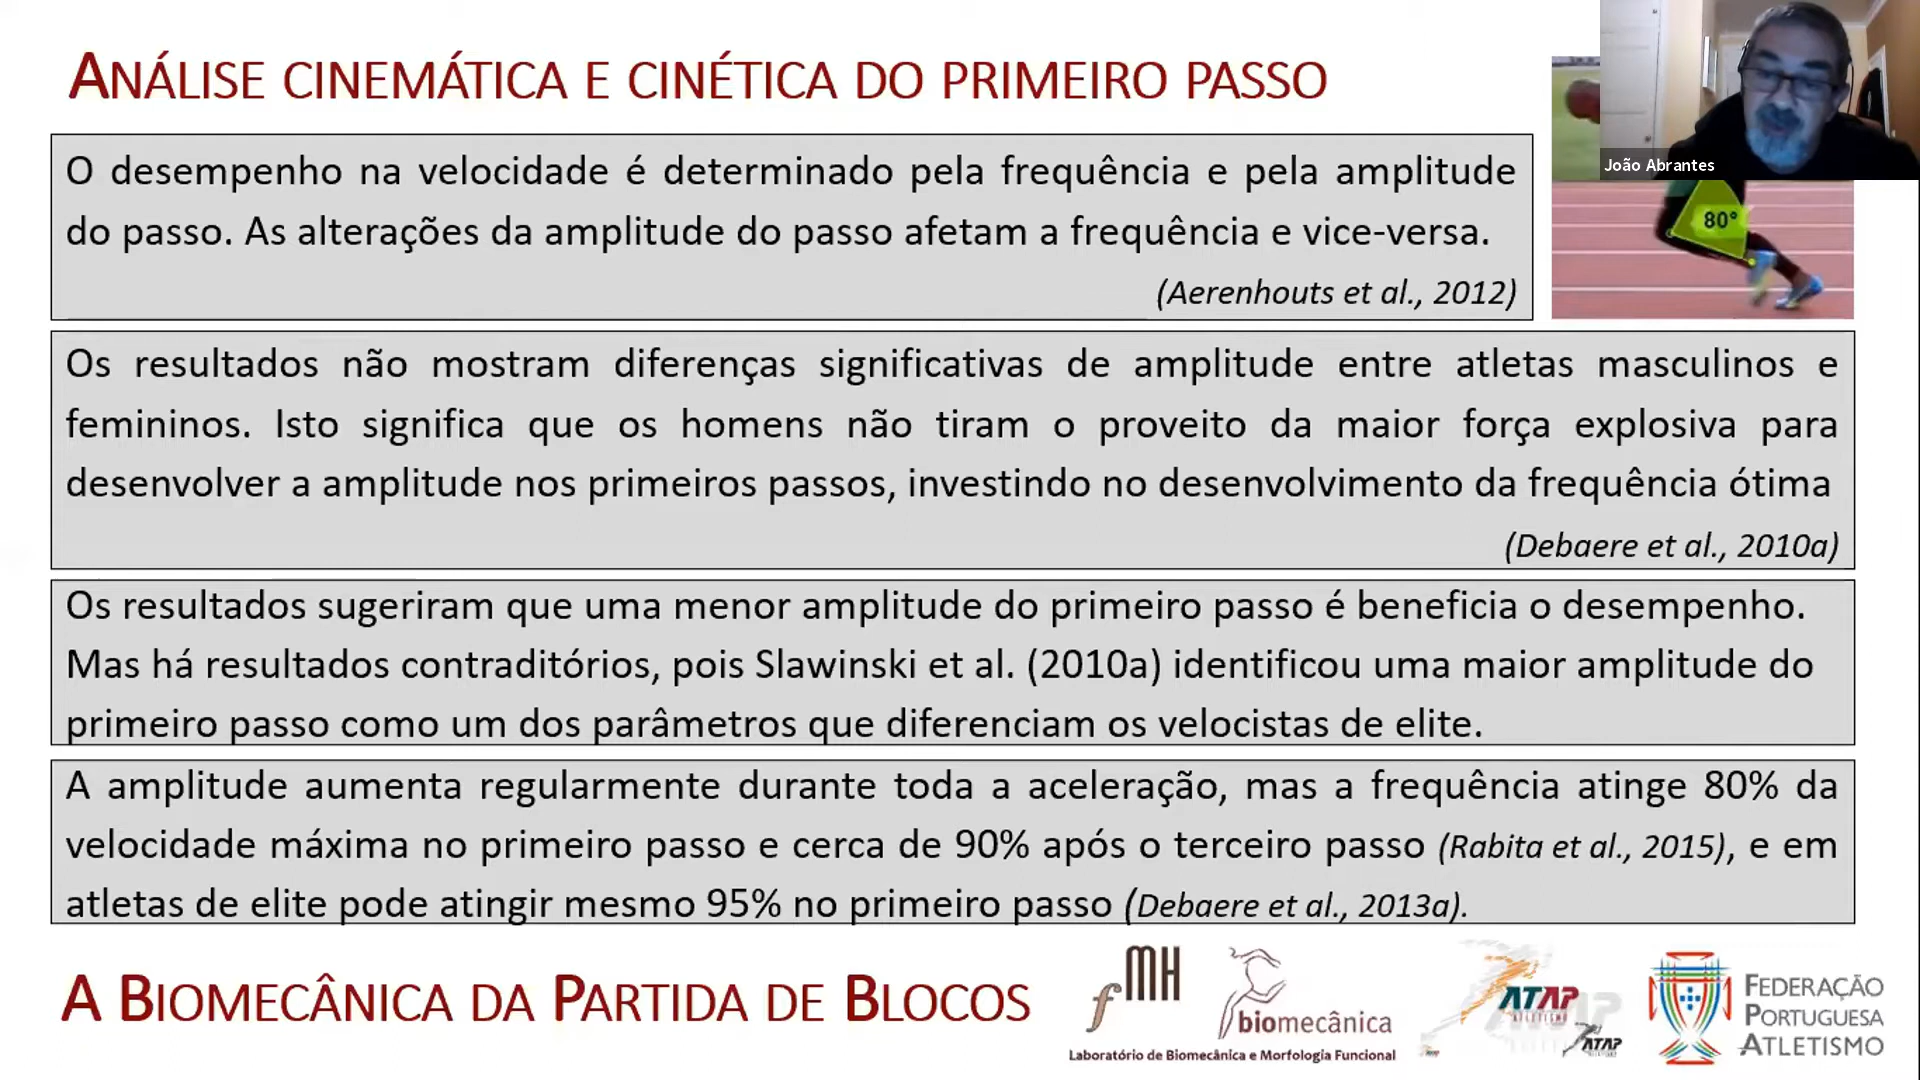 ANÁLISE CINEMÁTICA E CINÉTICA DO PRIMEIRO PASSO
João Abrantes
80°
O desempenho na velocidade é determinado pela frequência e pela amplitude
do passo. As alterações da amplitude do passo afetam a frequência e vice-versa.
(Aerenhouts et al., 2012)
Os resultados não mostram diferenças significativas de amplitude entre atletas masculinos e
femininos. Isto significa que os homens não tiram o proveito da maior força explosiva para
desenvolver a amplitude nos primeiros passos, investindo no desenvolvimento da frequência ótima
(Debaere et al., 2010a)
Os resultados sugeriram que uma menor amplitude do primeiro passo é beneficia o desempenho.
Mas há resultados contraditórios, pois Slawinski et al. (2010a) identificou uma maior amplitude do
primeiro passo como um dos parâmetros que diferenciam os velocistas de elite.
A amplitude aumenta regularmente durante toda a aceleração, mas a frequência atinge 80% da
velocidade máxima no primeiro passo e cerca de 90% após o terceiro passo (Rabita et al., 2015), e em
atletas de elite pode atingir mesmo 95% no primeiro passo (Debaere et al., 2013a).
A BIOMECÂNICA DA PARTIDA DE BLOCOS
fMH
biomecânica
Laboratório de Biomecânica e Morfologia Funcional
ATAP
ATLETISMO
ATAP
FEDERAÇÃO
PORTUGUESA
ATLETISMO